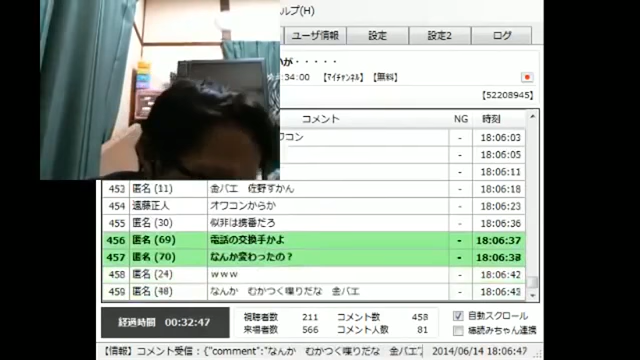 ルプ(H)
ユーザ情報 設定 設定2 ログ
が・・・・・
:34:00 【マイチャンネル】【無料】
【52208945】
コメント NG 時刻
ワコン - 18:06:03
- 18:06:05
- 18:06:11
453 匿名 (11) 金バエ 佐野すかん - 18:06:18
454 遠藤正人 オワコンからか - 18:06:23
455 匿名 (30) 似非は携番だろ - 18:06:36
456 匿名 (69) 電話の交換手かよ - 18:06:37
457 匿名 (70) なんか変わったの? - 18:06:38
458 匿名 (24) www - 18:06:42
459 匿名 (48) なんか むかつく喋りだな 金バエ - 18:06:43
経過時間 00:32:47
視聴者数 211 コメント数 458
来場者数 566 コメント人数 81
自動スクロール
棒読みちゃん連携
【情報】コメント受信:{"comment":"なんか むかつく喋りだな 金バエ" 2014/06/14 18:06:47